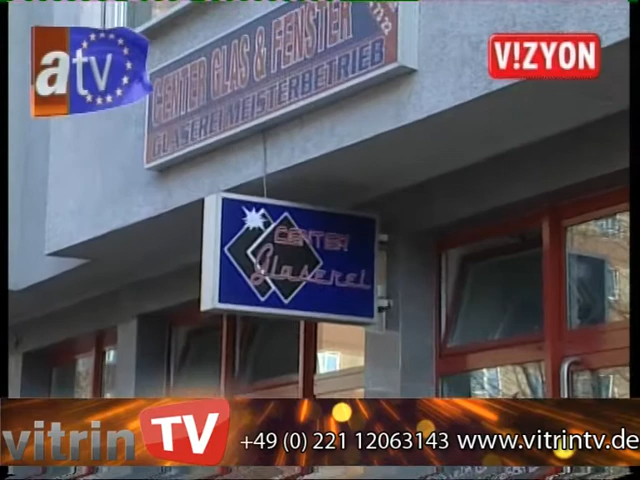 atv
V!ZYON
CENTER GLAS & FENSTER
GLASEREI MEISTERBETRIEB
CENTER
Glaserei
vitrin TV +49 (0) 221 12063143 www.vitrintv.de